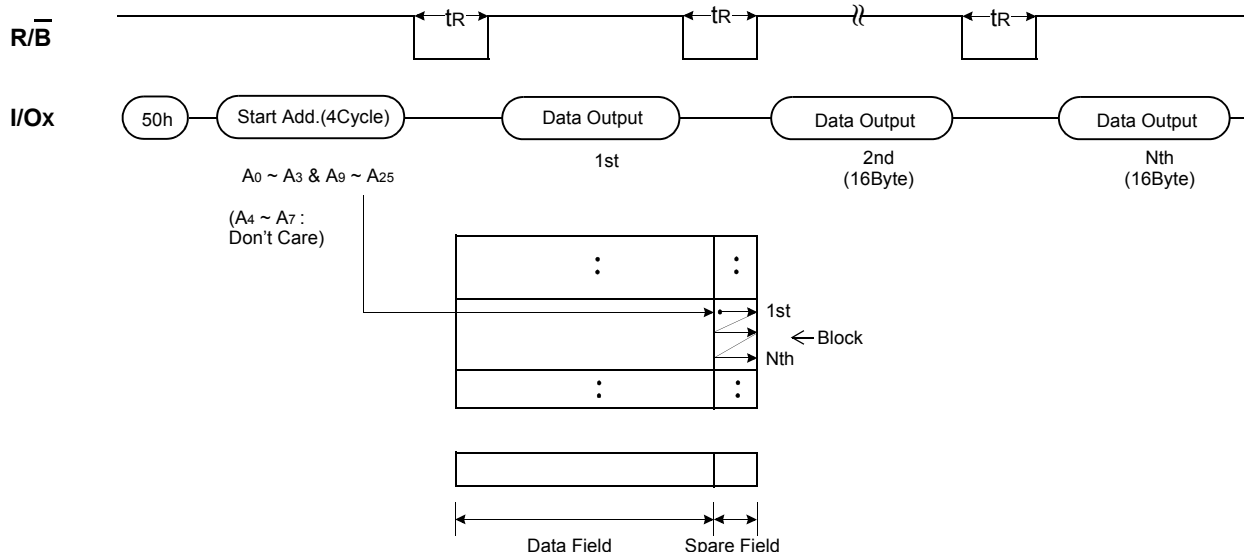 R/B
tR
tR
tR
I/Ox
50h
Start Add.(4Cycle)
Data Output
Data Output
Data Output
1st
2nd
(16Byte)
Nth
(16Byte)
A0 ~ A3 & A9 ~ A25
(A4 ~ A7 :
Don't Care)
1st
Block
Nth
Data Field
Spare Field